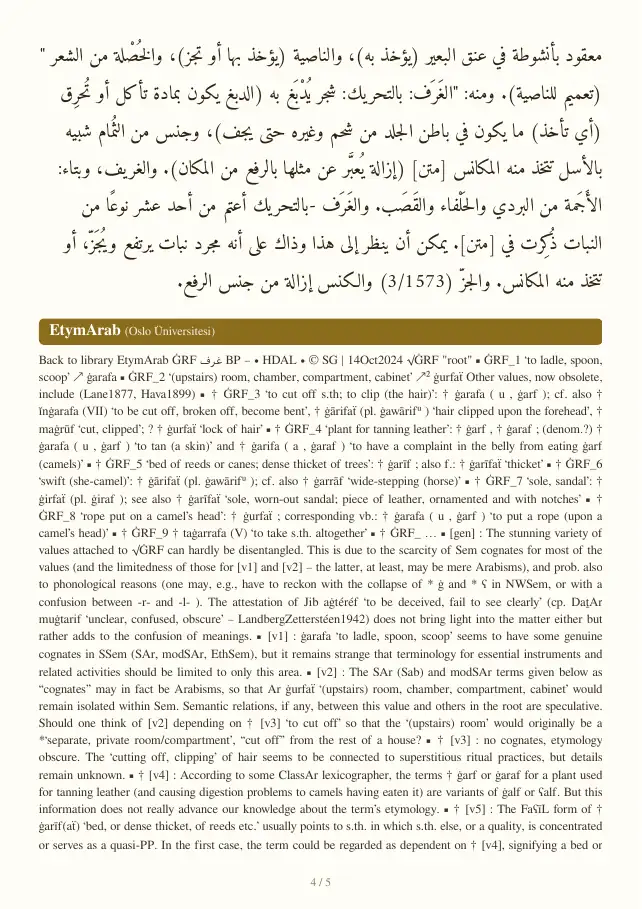 معقود بأنشوطة في عنق البعير (يؤخذ به)، والناصية (يؤخذ بها أو تجز)، والخُصْلة من الشعر "
(تعميم للناصية). ومنه: "الغَرَف: بالتحريك: شجر يُدْبَغ به (الدبغ يكون بمادة تأكل أو تُحرِق
(أي تأخذ) ما يكون في باطن الجلد من شحم وغيره حتى يجف)، وجنس من الثُمام شبيه
بالأسل تتخذ منه المكانس [متن] (إزالة يُعبَّر عن مثلها بالرفع من المكان). والغريف، وبتاء:
الأَجَمة من البردي والحَلْفاء والقَصَب. والغَرَف -بالتحريك أعتم من أحد عشر نوعًا من
النبات ذُكِرت في [متن]. يمكن أن ينظر إلى هذا وذاك على أنه مجرد نبات يرتفع ويُجَزّ، أو
تتخذ منه المكانس. والجزّ (3/1573) والكنس إزالة من جنس الرفع.
EtymArab (Oslo Üniversitesi)
Back to library EtymArab ĠRF غرف BP – • HDAL • © SG | 14Oct2024 √ĠRF "root" ▪ ĠRF_1 ‘to ladle, spoon,
scoop’ ↗ ġarafa ▪ ĠRF_2 ‘(upstairs) room, chamber, compartment, cabinet’ ↗² ġurfaẗ Other values, now obsolete,
include (Lane1877, Hava1899) ▪ † ĠRF_3 ‘to cut off s.th; to clip (the hair)’: † ġarafa ( u , ġarf ); cf. also †
ĭnġarafa (VII) ‘to be cut off, broken off, become bent’, † ġārifaẗ (pl. ġawārifᵘ ) ‘hair clipped upon the forehead’, †
maġrūf ‘cut, clipped’; ? † ġurfaẗ ‘lock of hair’ ▪ † ĠRF_4 ‘plant for tanning leather’: † ġarf , † ġaraf ; (denom.?) †
ġarafa ( u , ġarf ) ‘to tan (a skin)’ and † ġarifa ( a , ġaraf ) ‘to have a complaint in the belly from eating ġarf
(camels)’ ▪ † ĠRF_5 ‘bed of reeds or canes; dense thicket of trees’: † ġarīf ; also f.: † ġarīfaẗ ‘thicket’ ▪ † ĠRF_6
‘swift (she-camel)’: † ġārifaẗ (pl. ġawārifᵘ ); cf. also † ġarrāf ‘wide-stepping (horse)’ ▪ † ĠRF_7 ‘sole, sandal’: †
ġirfaẗ (pl. ġiraf ); see also † ġarīfaẗ ‘sole, worn-out sandal; piece of leather, ornamented and with notches’ ▪ †
ĠRF_8 ‘rope put on a camel’s head’: † ġurfaẗ ; corresponding vb.: † ġarafa ( u , ġarf ) ‘to put a rope (upon a
camel’s head)’ ▪ † ĠRF_9 † taġarrafa (V) ‘to take s.th. altogether’ ▪ † ĠRF_ … ▪ [gen] : The stunning variety of
values attached to √ĠRF can hardly be disentangled. This is due to the scarcity of Sem cognates for most of the
values (and the limitedness of those for [v1] and [v2] – the latter, at least, may be mere Arabisms), and prob. also
to phonological reasons (one may, e.g., have to reckon with the collapse of * ġ and * ʕ in NWSem, or with a
confusion between -r- and -l- ). The attestation of Jib aġtéréf ‘to be deceived, fail to see clearly’ (cp. DaṯAr
muġtarif ‘unclear, confused, obscure’ – LandbergZetterstéen1942) does not bring light into the matter either but
rather adds to the confusion of meanings. ▪ [v1] : ġarafa ‘to ladle, spoon, scoop’ seems to have some genuine
cognates in SSem (SAr, modSAr, EthSem), but it remains strange that terminology for essential instruments and
related activities should be limited to only this area. ▪ [v2] : The SAr (Sab) and modSAr terms given below as
“cognates” may in fact be Arabisms, so that Ar ġurfaẗ ‘(upstairs) room, chamber, compartment, cabinet’ would
remain isolated within Sem. Semantic relations, if any, between this value and others in the root are speculative.
Should one think of [v2] depending on † [v3] ‘to cut off’ so that the ‘(upstairs) room’ would originally be a
*‘separate, private room/compartment’, “cut off” from the rest of a house? ▪ † [v3] : no cognates, etymology
obscure. The ‘cutting off, clipping’ of hair seems to be connected to superstitious ritual practices, but details
remain unknown. ▪ † [v4] : According to some ClassAr lexicographer, the terms † ġarf or ġaraf for a plant used
for tanning leather (and causing digestion problems to camels having eaten it) are variants of ġalf or ʕalf. But this
information does not really advance our knowledge about the term’s etymology. ▪ † [v5] : The FaʕīL form of †
ġarīf(aẗ) ‘bed, or dense thicket, of reeds etc.’ usually points to s.th. in which s.th. else, or a quality, is concentrated
or serves as a quasi-PP. In the first case, the term could be regarded as dependent on † [v4], signifying a bed or
4 / 5